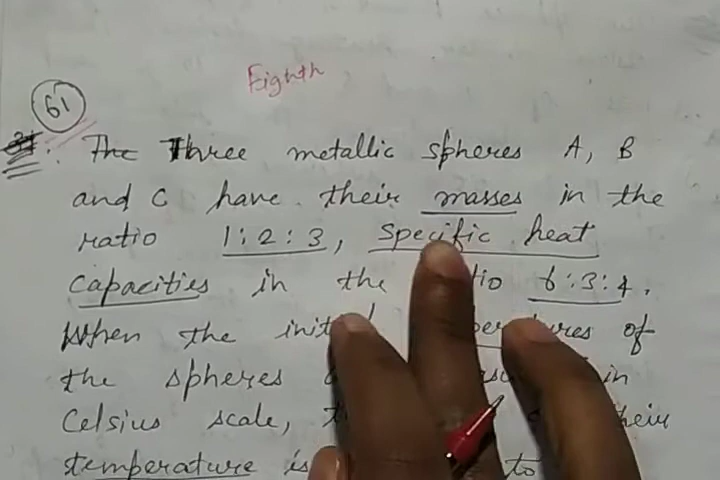 Eighth
61
The Three metallic spheres A, B
and C have their masses in the
ratio 1:2:3, specific heat
capacities in the 6:3:4.
When the of
the spheres in
Celsius scale, their
temperature is to